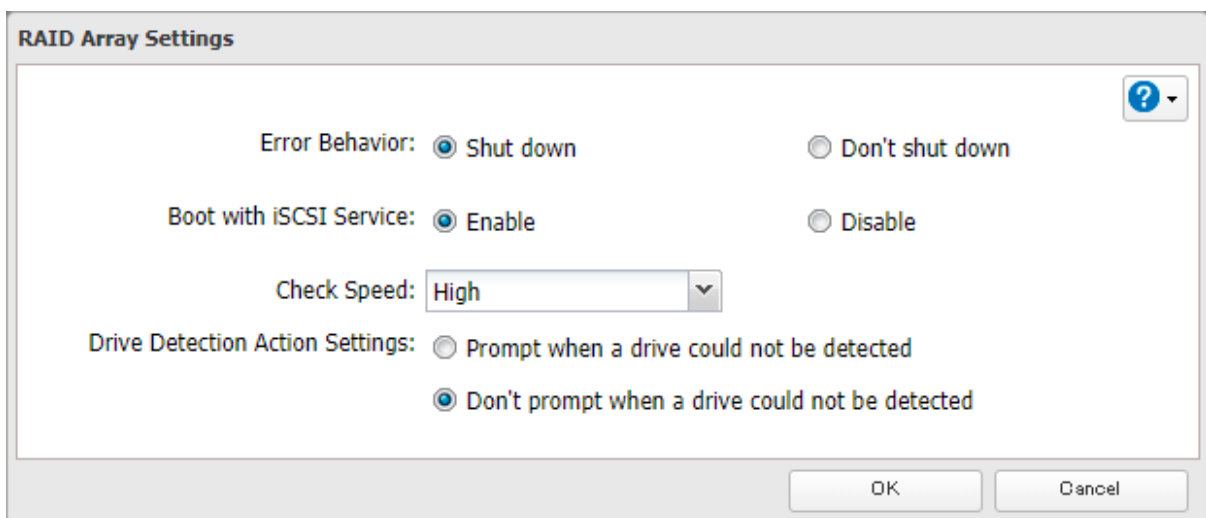 RAID Array Settings
?
Error Behavior: Shut down Don't shut down
Boot with iSCSI Service: Enable Disable
Check Speed: High
Drive Detection Action Settings: Prompt when a drive could not be detected
Don't prompt when a drive could not be detected
OK Cancel